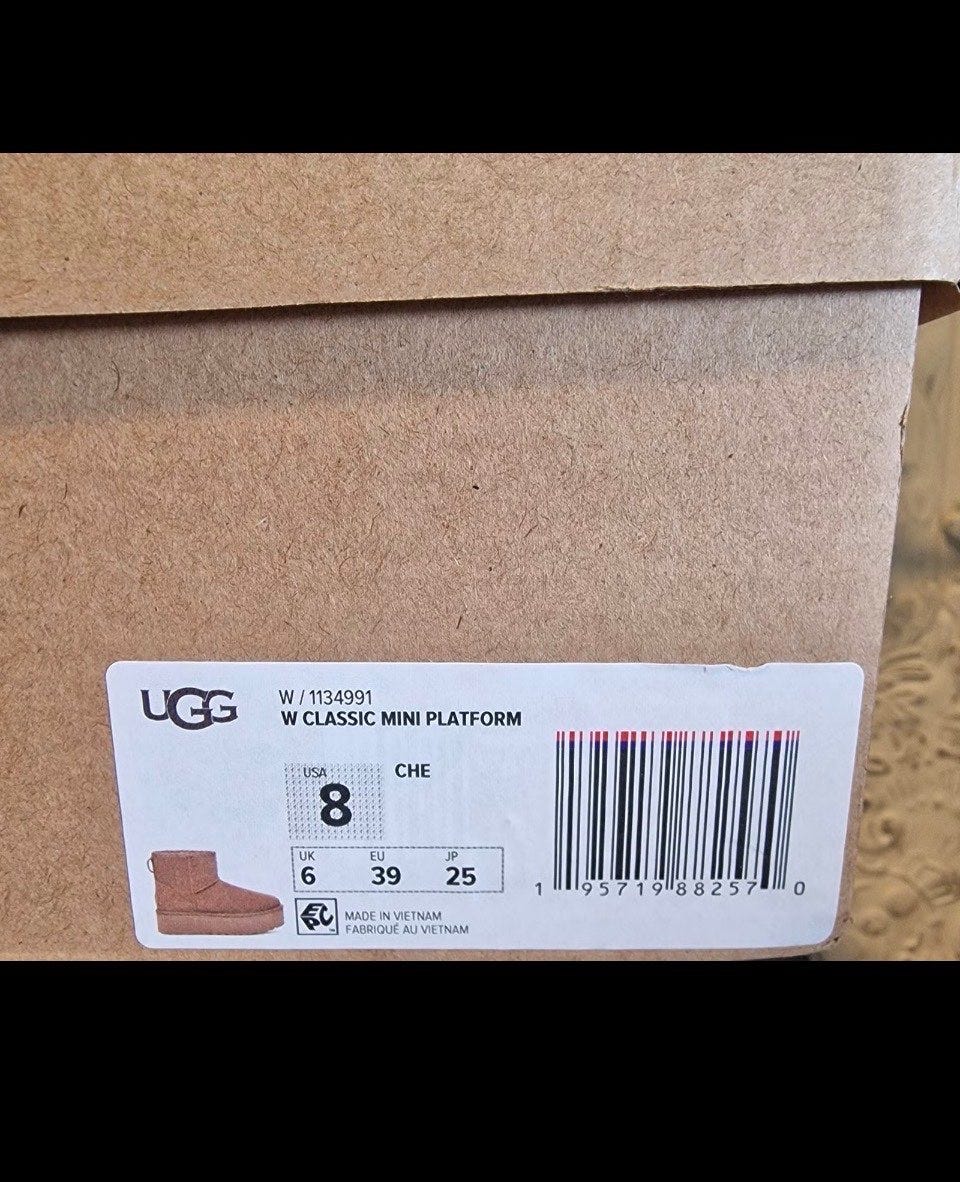 UGG
W / 1134991
W CLASSIC MINI PLATFORM
USA
8
CHE
UK EU JP
6 39 25
EPC
MADE IN VIETNAM
FABRIQUÉ AU VIETNAM
1 95719 88257 0